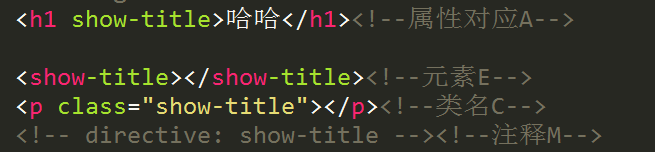 <h1 show-title>哈哈</h1><!--属性对应A-->
<show-title></show-title><!--元素E-->
<p class="show-title"></p><!--类名C-->
<!-- directive: show-title --><!--注释M-->